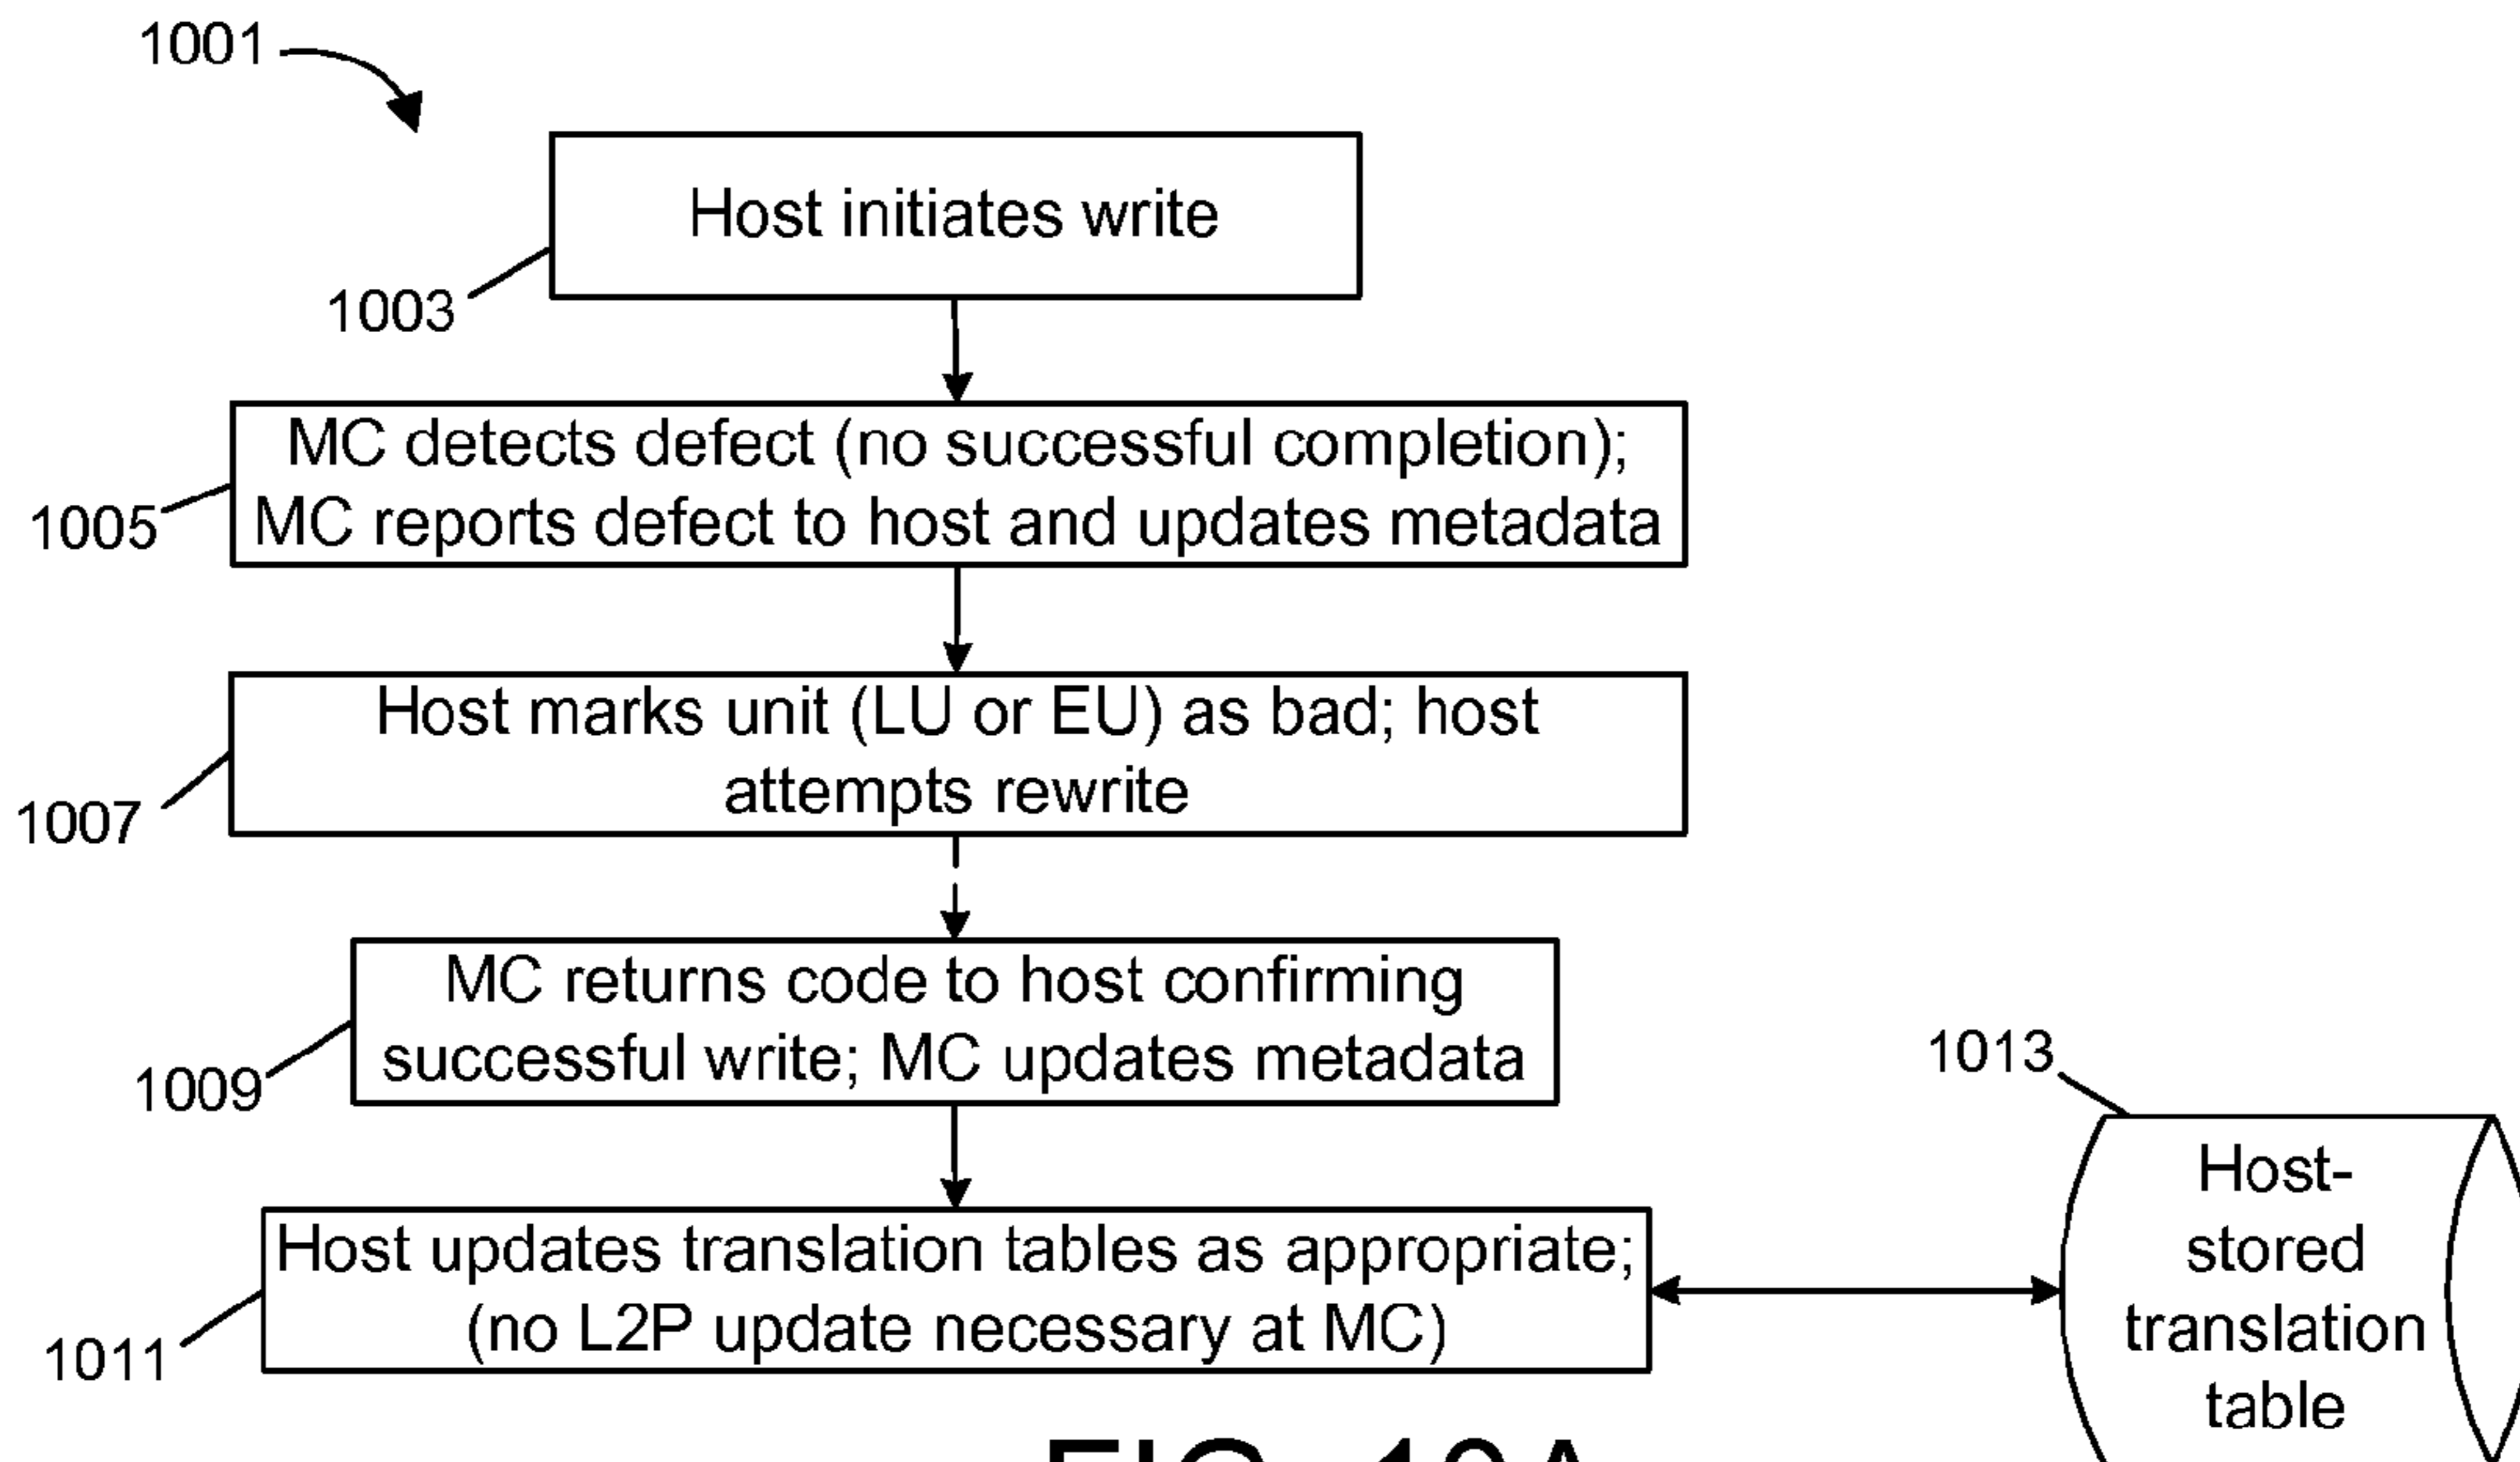 1001
Host initiates write
1003
MC detects defect (no successful completion);
MC reports defect to host and updates metadata
1005
Host marks unit (LU or EU) as bad; host
attempts rewrite
1007
MC returns code to host confirming
successful write; MC updates metadata
1009
1013
Host-
stored
translation
table
Host updates translation tables as appropriate;
(no L2P update necessary at MC)
1011